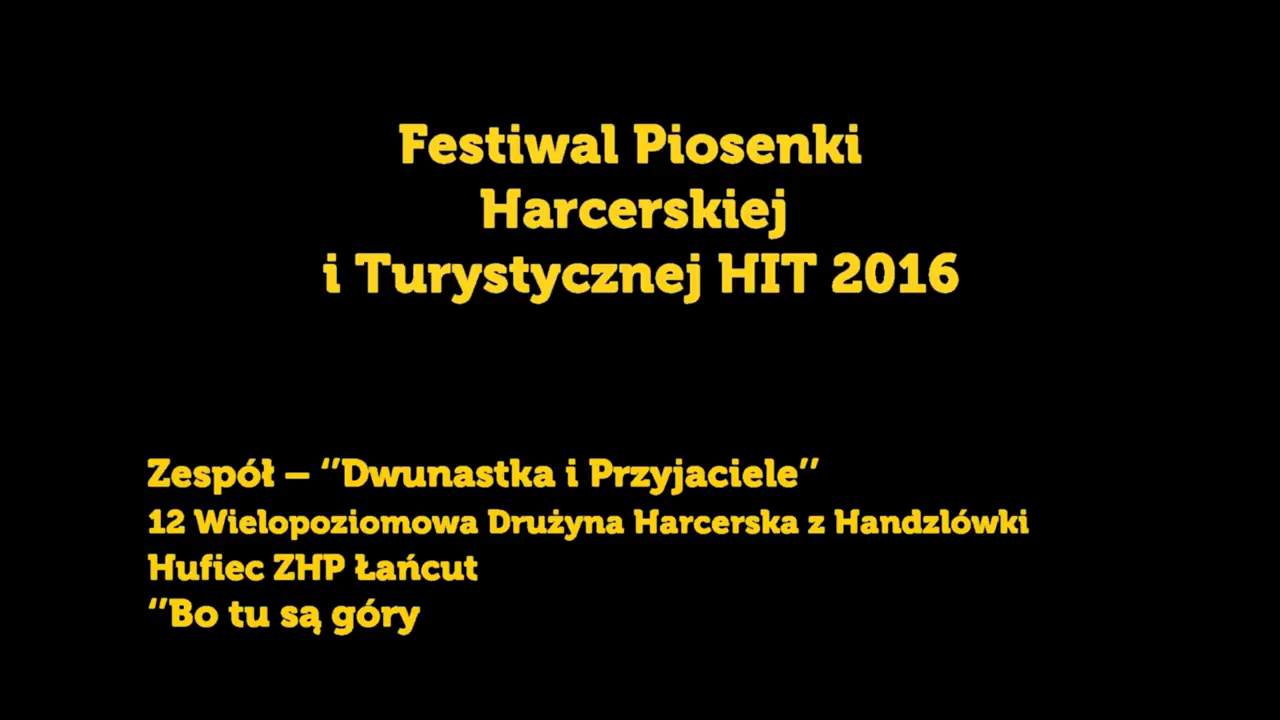 Festiwal Piosenki
Harcerskiej
i Turystycznej HIT 2016
Zespół – ‘’Dwunastka i Przyjaciele’’
12 Wielopoziomowa Drużyna Harcerska z Handzlówki
Hufiec ZHP Łańcut
‘’Bo tu są góry